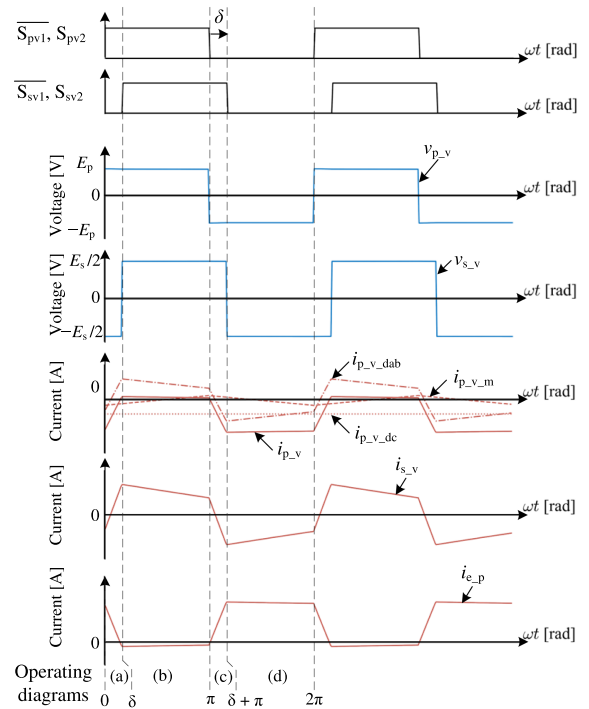 δ
S̅p̅v̅1̅, Spv2
ωt [rad]
S̅s̅v̅1̅, Ssv2
ωt [rad]
Voltage [V]
Ep
0
−Ep
vp_v
ωt [rad]
Voltage [V]
Es/2
0
−Es/2
vs_v
ωt [rad]
Current [A]
0
ip_v_dab
ip_v_m
ωt [rad]
ip_v
ip_v_dc
Current [A]
0
is_v
ωt [rad]
Current [A]
0
ie_p
ωt [rad]
Operating diagrams
(a) (b) (c) (d)
0 δ π δ + π 2π